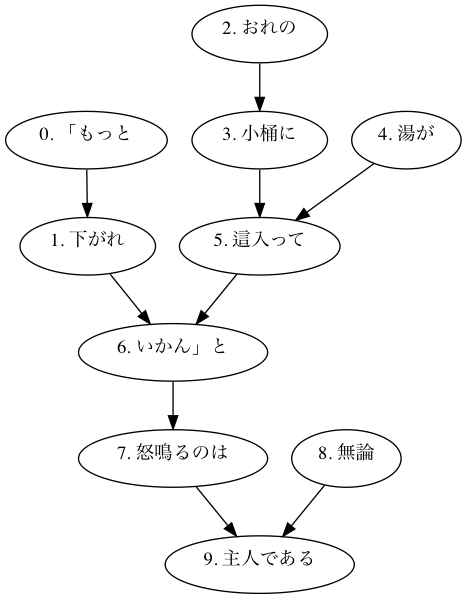 2. おれの
0. 「もっと
3. 小桶に
4. 湯が
1. 下がれ
5. 這入って
6. いかん」と
7. 怒鳴るのは
8. 無論
9. 主人である